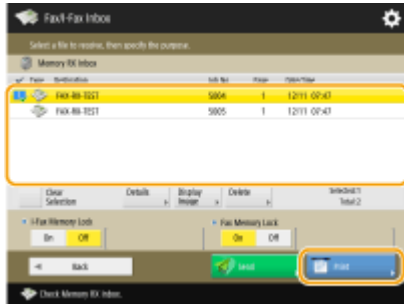 Fax/I-Fax Inbox
Select a file to resolve, then specify the purpose.
Memory RX Inbox
Type Destination Job No. Page Date/Time
FAX-RX-TEST 5004 1 12/11 07:47
FAX-RX-TEST 5005 1 12/11 07:47
Clear Selection Details Display Image Delete Selected:1 Total:2
I-Fax Memory Lock Fax Memory Lock
On Off On Off
Back Send Print
Check Memory RX Inbox.